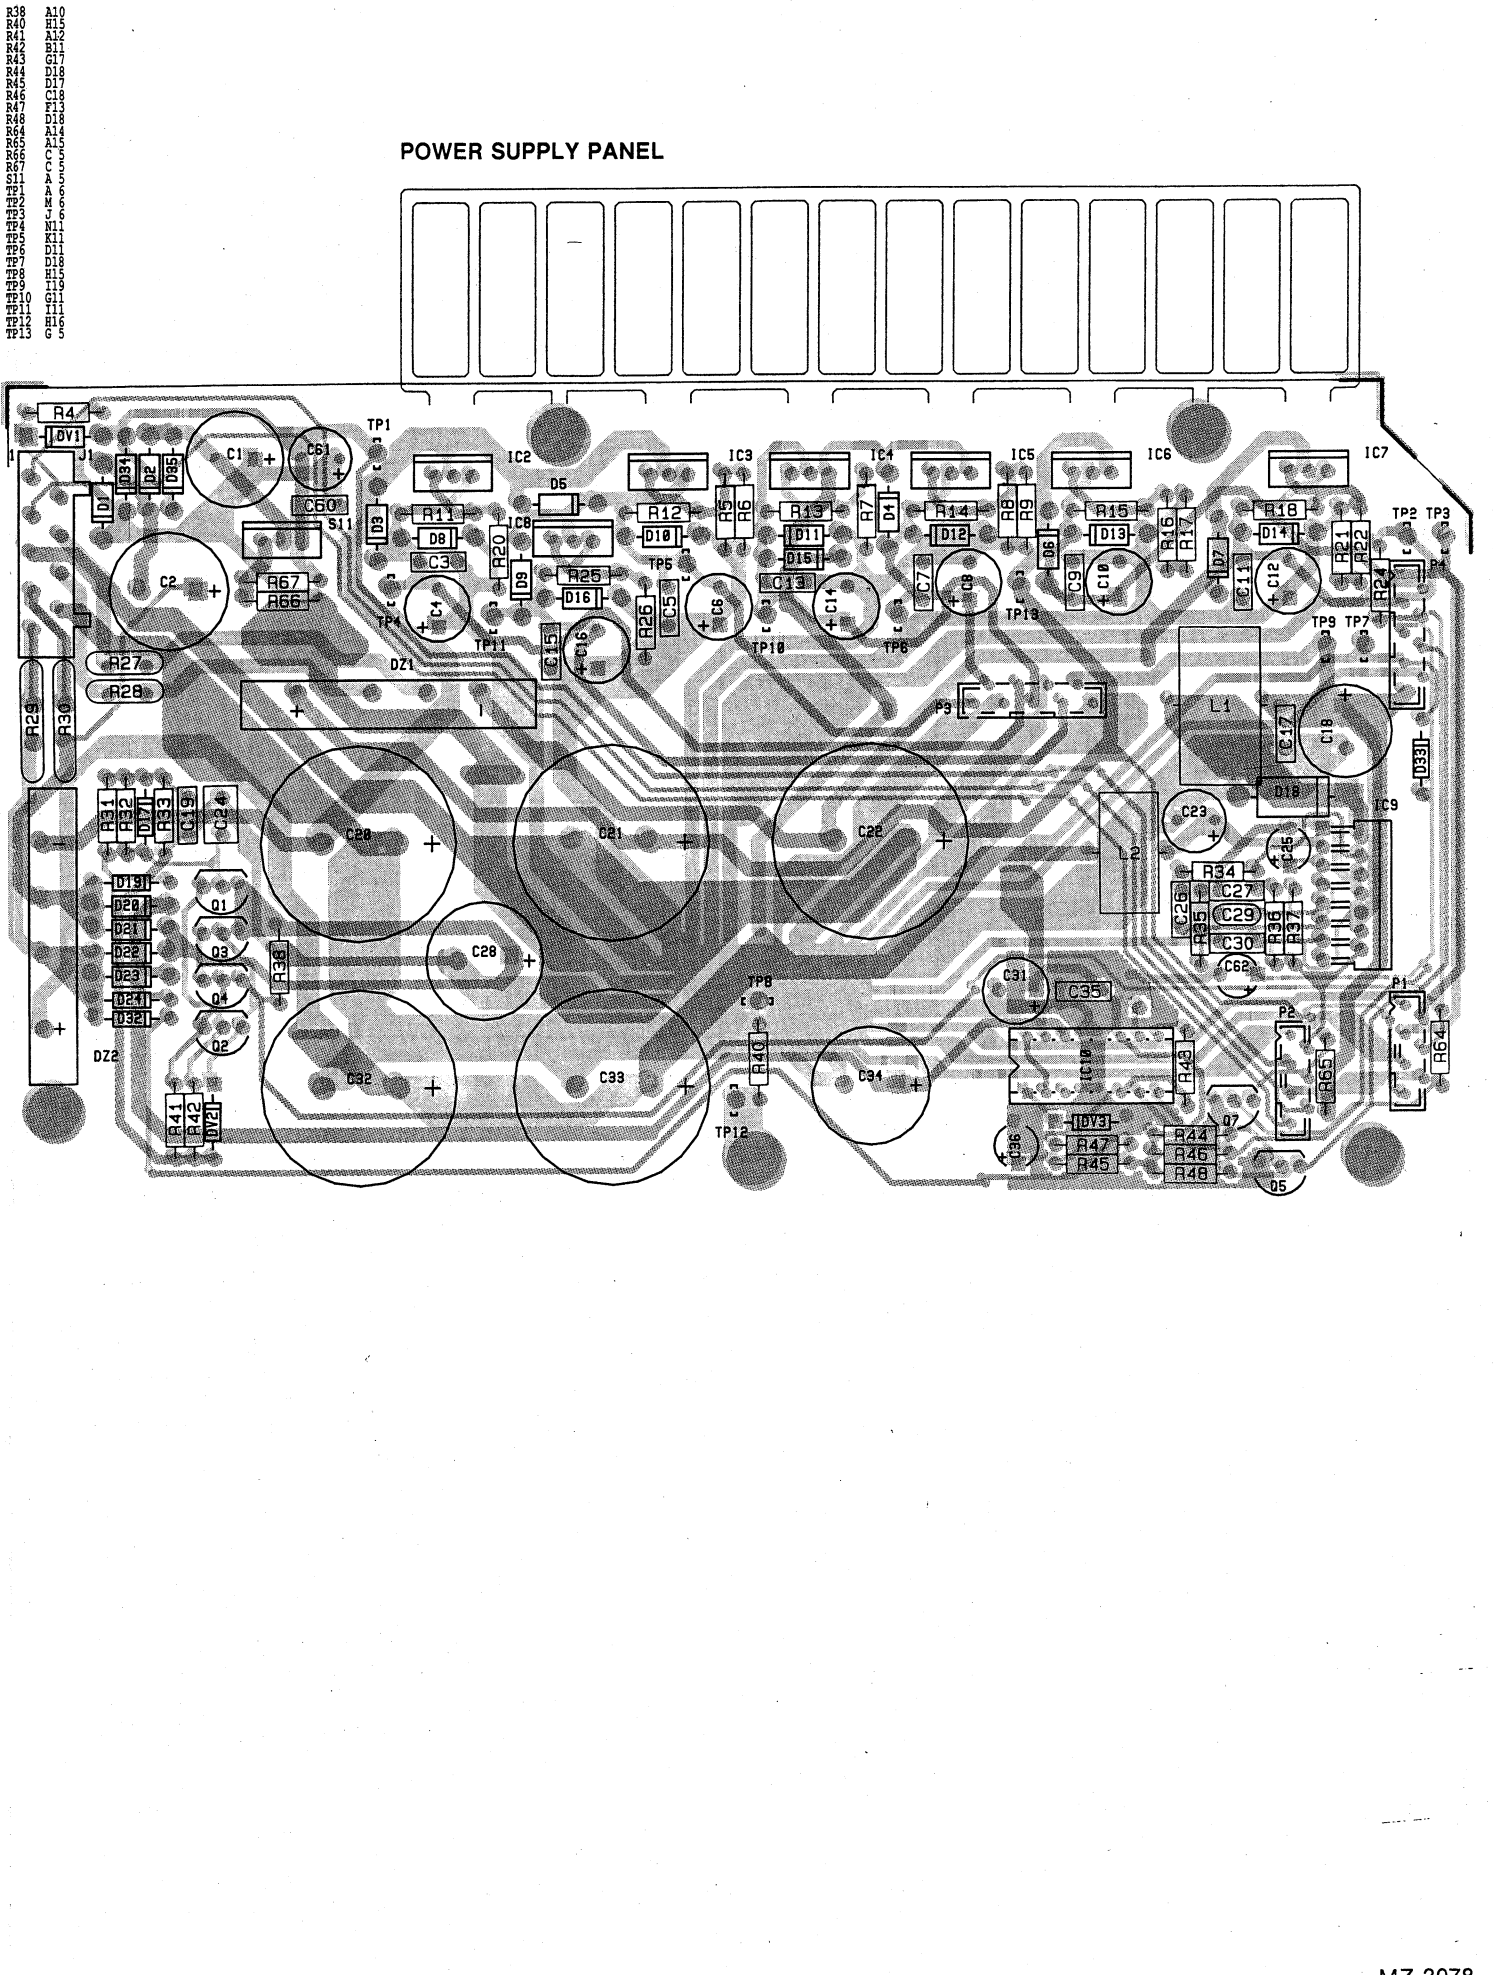 R38 A10
R40 H15
R41 A12
R42 B11
R43 G17
R44 D18
R45 D17
R46 C18
R47 F13
R48 D18
R64 A14
R65 A15
R66 C 5
R67 C 5
S11 A 5
TP1 A 6
TP2 M 6
TP3 J 6
TP4 N11
TP5 K11
TP6 D11
TP7 D18
TP8 H15
TP9 I19
TP10 G11
TP11 I11
TP12 H16
TP13 G 5
POWER SUPPLY PANEL
R4 TP1
DV1
1 J1 C1 + C61 + IC2 IC3 IC4 IC5 IC6 IC7
D34 D2 D35
D1 C60 D5
S11 D3 R11 IC8 R12 R5 R6 R13 R7 D4 R14 R8 R9 R15 R16 R17 R18 TP2 TP3
D8 R20 D10 D11 D12 D6 D13 D7 D14 R21 R22
C3 TP5 D15 P4
C2 + R67 D9 R25 C13 C7 C8 C9 C10 C11 C12 R24
R66 C4 D16 R26 C5 C6 C14 TP13
TP4 + TP11 C15 C16 + TP10 TP6 TP9 TP7
R27 DZ1
R28
R29 R30 + - P3 L1 C17 C18 +
D33
D18
R31 R32 D17 R33 C19 C24 C20 + C21 + C22 + C23 + IC9
L2 C25 +
R34
D19
D20 Q1 C26 C27
D21 R35 C29 R36 R37
D22 Q3 C30
D23 R38 C28 + C31 + C62 +
D24 Q4 TP8 C35 P1
D32
+ Q2 P2
DZ2 R40 IC10 R43 R64
C32 + C33 + C34 + R65
R41 R42 DV2 TP12 DV3 Q7
C36 + R47 R44
R45 R46
R48 Q5
MZ 2078